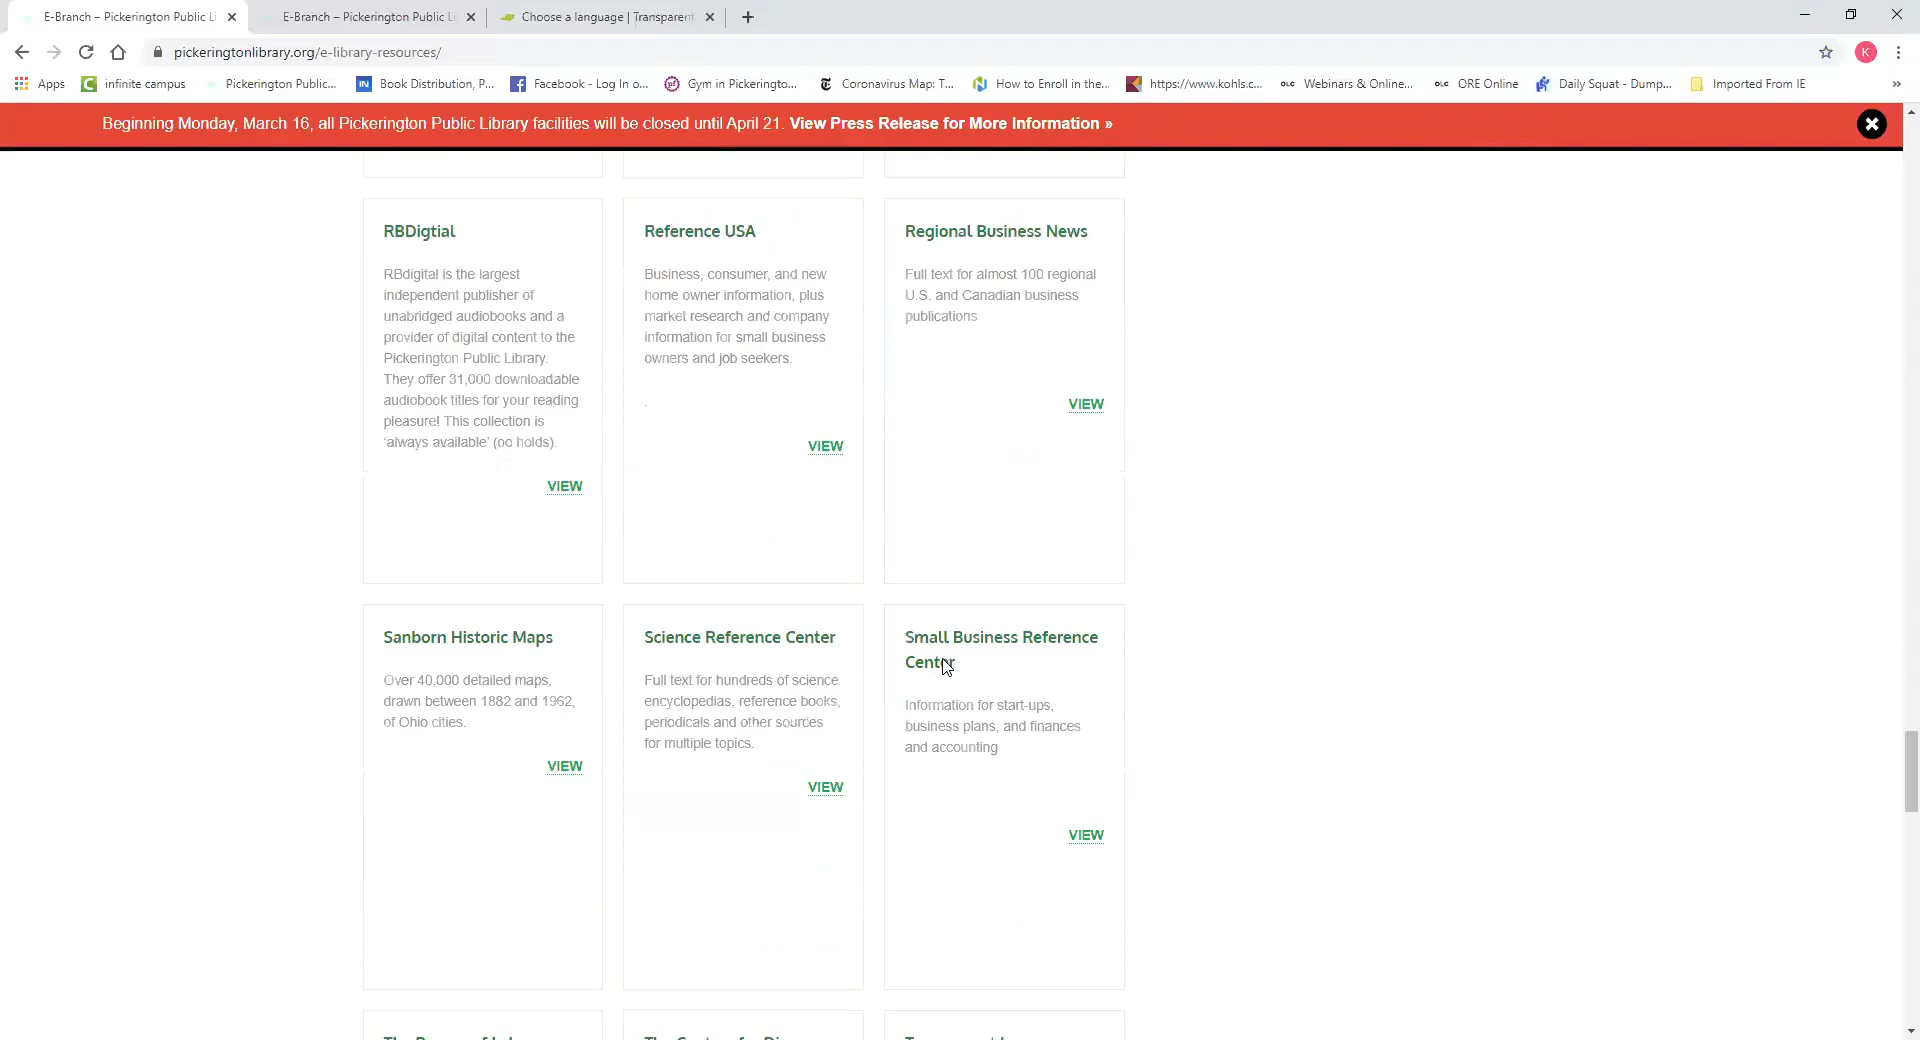 E-Branch – Pickerington Public Li
E-Branch – Pickerington Public Li
Choose a language | Transparent
pickeringtonlibrary.org/e-library-resources/
K
Apps
infinite campus
Pickerington Public...
IN Book Distribution, P...
Facebook - Log In o...
pf Gym in Pickeringto...
Coronavirus Map: T...
How to Enroll in the...
https://www.kohls.c...
OLC Webinars & Online...
OLC ORE Online
Daily Squat - Dump...
Imported From IE
»
Beginning Monday, March 16, all Pickerington Public Library facilities will be closed until April 21. View Press Release for More Information »
RBDigtial
RBdigital is the largest
independent publisher of
unabridged audiobooks and a
provider of digital content to the
Pickerington Public Library.
They offer 31,000 downloadable
audiobook titles for your reading
pleasure! This collection is
‘always available’ (no holds).
VIEW
Reference USA
Business, consumer, and new
home owner information, plus
market research and company
information for small business
owners and job seekers.
.
VIEW
Regional Business News
Full text for almost 100 regional
U.S. and Canadian business
publications
VIEW
Sanborn Historic Maps
Over 40,000 detailed maps,
drawn between 1882 and 1962,
of Ohio cities.
VIEW
Science Reference Center
Full text for hundreds of science
encyclopedias, reference books,
periodicals and other sources
for multiple topics.
VIEW
Small Business Reference
Center
Information for start-ups,
business plans, and finances
and accounting
VIEW